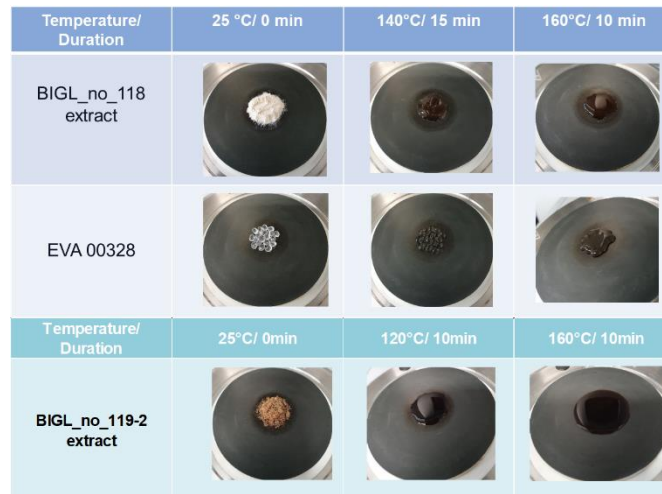 Temperature/ Duration
25 °C/ 0 min
140°C/ 15 min
160°C/ 10 min
BIGL_no_118
extract
EVA 00328
Temperature/
Duration
25°C/ 0min
120°C/ 10min
160°C/ 10min
BIGL_no_119-2
extract